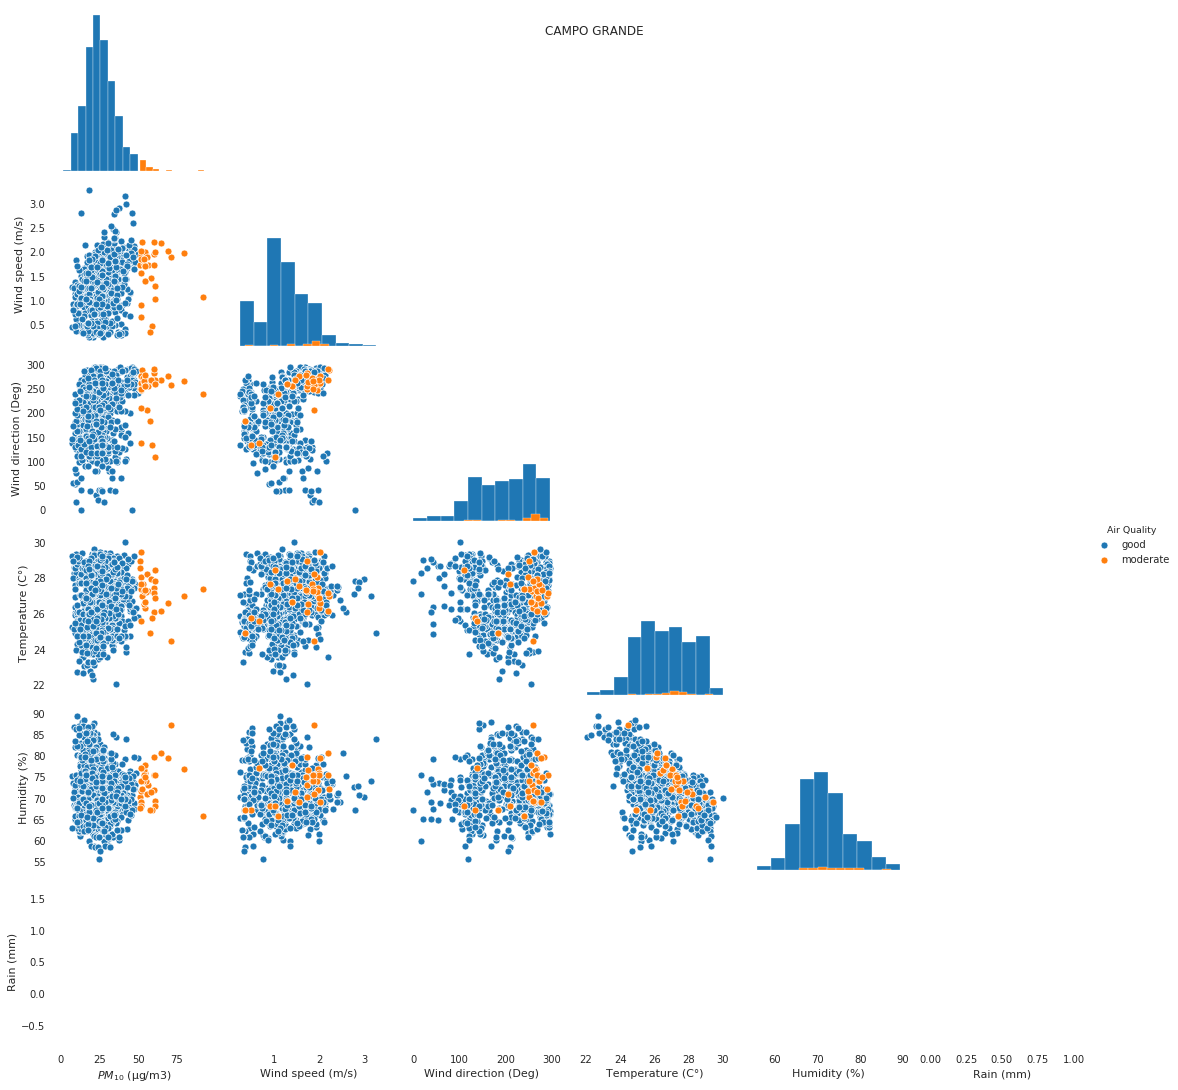 CAMPO GRANDE
3.0
2.5
2.0
1.5
1.0
0.5
Wind speed (m/s)
300
250
200
150
100
50
0
Wind direction (Deg)
Air Quality
good
moderate
30
28
26
24
22
Temperature (C°)
90
85
80
75
70
65
60
55
Humidity (%)
1.5
1.0
0.5
0.0
−0.5
Rain (mm)
0 25 50 75
PM10 (µg/m3)
1 2 3
Wind speed (m/s)
0 100 200 300
Wind direction (Deg)
22 24 26 28 30
Temperature (C°)
60 70 80 90
Humidity (%)
0.00 0.25 0.50 0.75 1.00
Rain (mm)